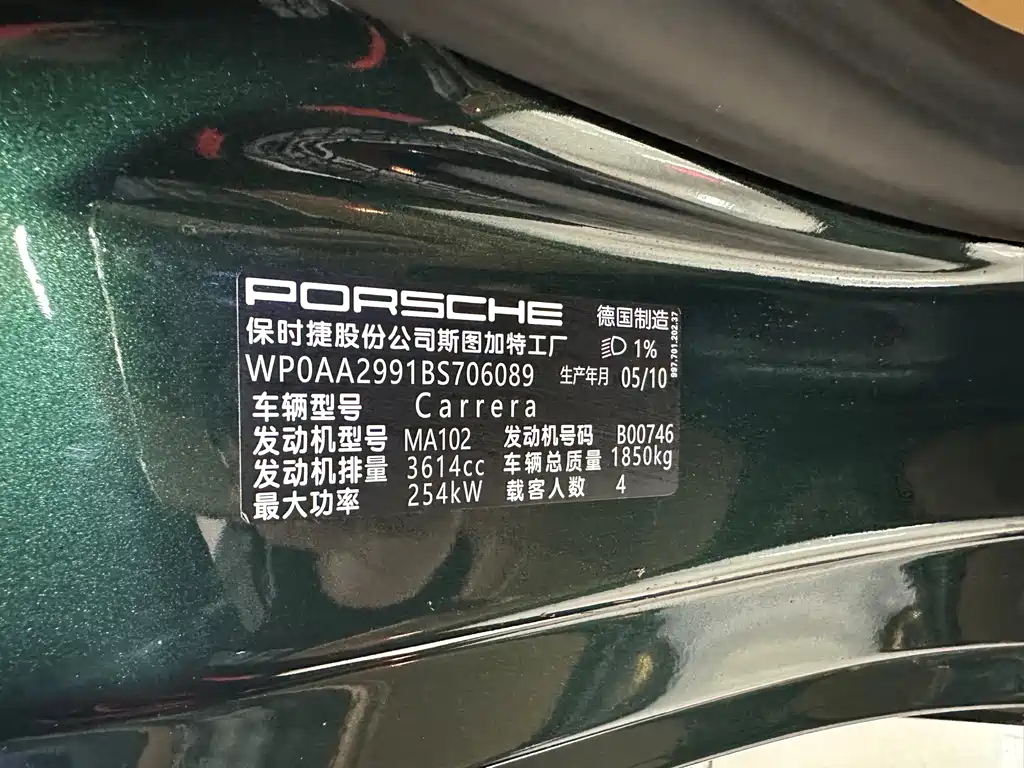 PORSCHE 德国制造
保时捷股份公司斯图加特工厂 1%
WP0AA2991BS706089 生产年月 05/10
车辆型号 Carrera
发动机型号 MA102 发动机号码 B00746
发动机排量 3614cc 车辆总质量 1850kg
最大功率 254kW 载客人数 4
997.701.202.37